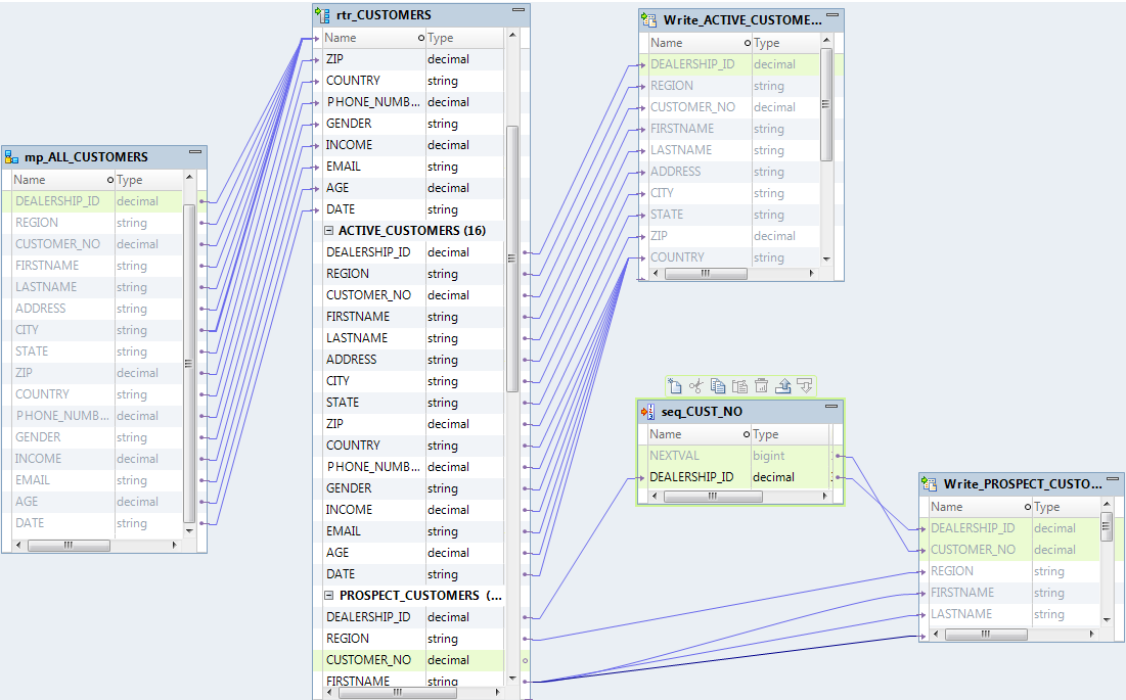 mp_ALL_CUSTOMERS
Name Type
DEALERSHIP_ID decimal
REGION string
CUSTOMER_NO decimal
FIRSTNAME string
LASTNAME string
ADDRESS string
CITY string
STATE string
ZIP decimal
COUNTRY string
PHONE_NUMB... decimal
GENDER string
INCOME decimal
EMAIL string
AGE decimal
DATE string
rtr_CUSTOMERS
Name Type
ZIP decimal
COUNTRY string
PHONE_NUMB... decimal
GENDER string
INCOME decimal
EMAIL string
AGE decimal
DATE string
ACTIVE_CUSTOMERS (16)
DEALERSHIP_ID decimal
REGION string
CUSTOMER_NO decimal
FIRSTNAME string
LASTNAME string
ADDRESS string
CITY string
STATE string
ZIP decimal
COUNTRY string
PHONE_NUMB... decimal
GENDER string
INCOME decimal
EMAIL string
AGE decimal
DATE string
PROSPECT_CUSTOMERS (...
DEALERSHIP_ID decimal
REGION string
CUSTOMER_NO decimal
FIRSTNAME string
Write_ACTIVE_CUSTOME...
Name Type
DEALERSHIP_ID decimal
REGION string
CUSTOMER_NO decimal
FIRSTNAME string
LASTNAME string
ADDRESS string
CITY string
STATE string
ZIP decimal
COUNTRY string
seq_CUST_NO
Name Type
NEXTVAL bigint
DEALERSHIP_ID decimal
Write_PROSPECT_CUSTO...
Name Type
DEALERSHIP_ID decimal
CUSTOMER_NO decimal
REGION string
FIRSTNAME string
LASTNAME string